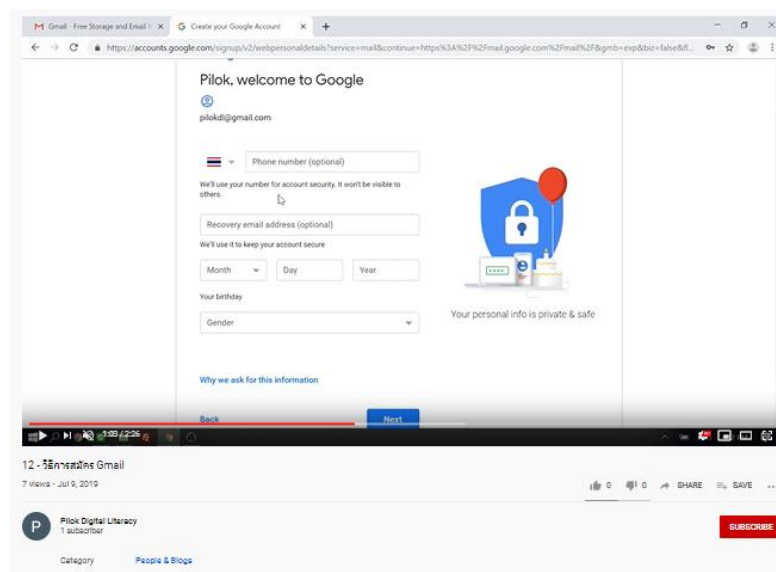 Gmail - Free Storage and Email
Create your Google Account
https://accounts.google.com/signup/v2/webpersonaldetails?service=mail&continue=https%3A%2F%2Fmail.google.com%2Fmail%2F&gmb=exp&biz=false&fl...
Pilok, welcome to Google
pilokdl@gmail.com
Phone number (optional)
We'll use your number for account security. It won't be visible to
others.
Recovery email address (optional)
We'll use it to keep your account secure
Month Day Year
Your birthday
Gender
Your personal info is private & safe
Why we ask for this information
Back Next
1:03 / 2:26
12 - วิธีการสมัคร Gmail
7 views - Jul 9, 2019
0 0 SHARE SAVE ...
P
Pilok Digital Literacy
1 subscriber
SUBSCRIBE
Category People & Blogs